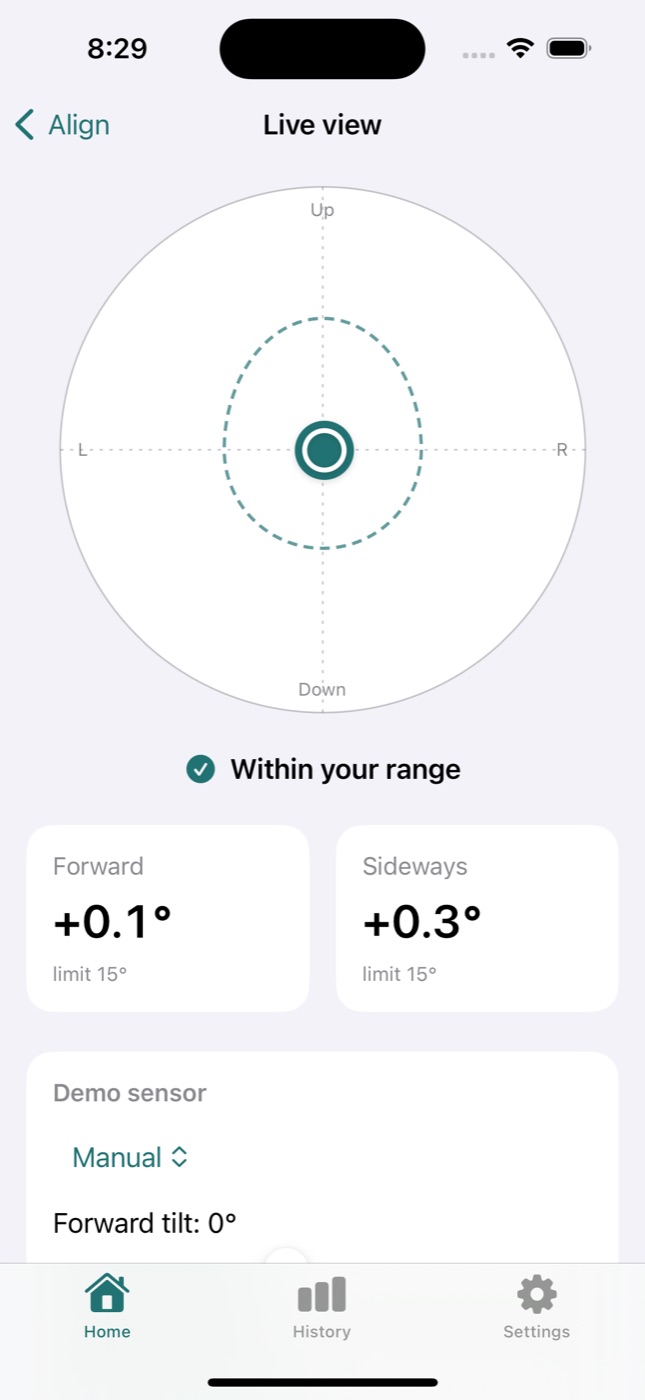 8:29
Align
Live view
Up
L
R
Down
Within your range
Forward
+0.1°
limit 15°
Sideways
+0.3°
limit 15°
Demo sensor
Manual
Forward tilt: 0°
Home
History
Settings